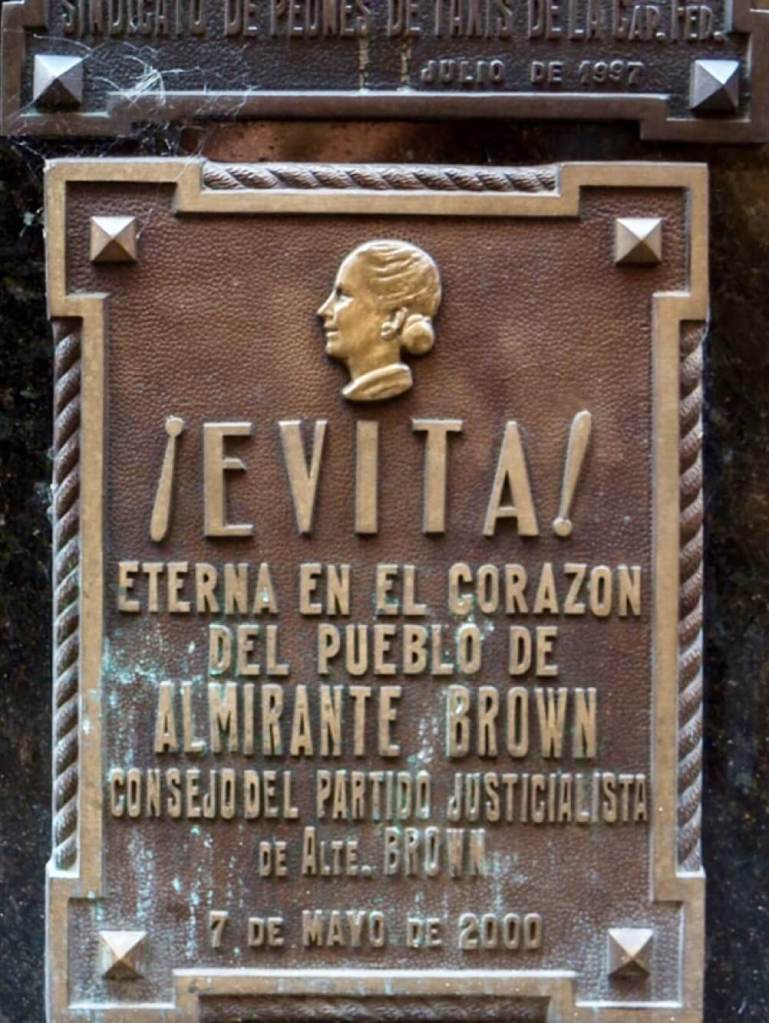 SINDICATO DE PEONES DE TAXIS DE LA CAP. FED.
JULIO DE 1997
¡EVITA!
ETERNA EN EL CORAZON
DEL PUEBLO DE
ALMIRANTE BROWN
CONSEJO DEL PARTIDO JUSTICIALISTA
DE ALTE. BROWN
7 DE MAYO DE 2000